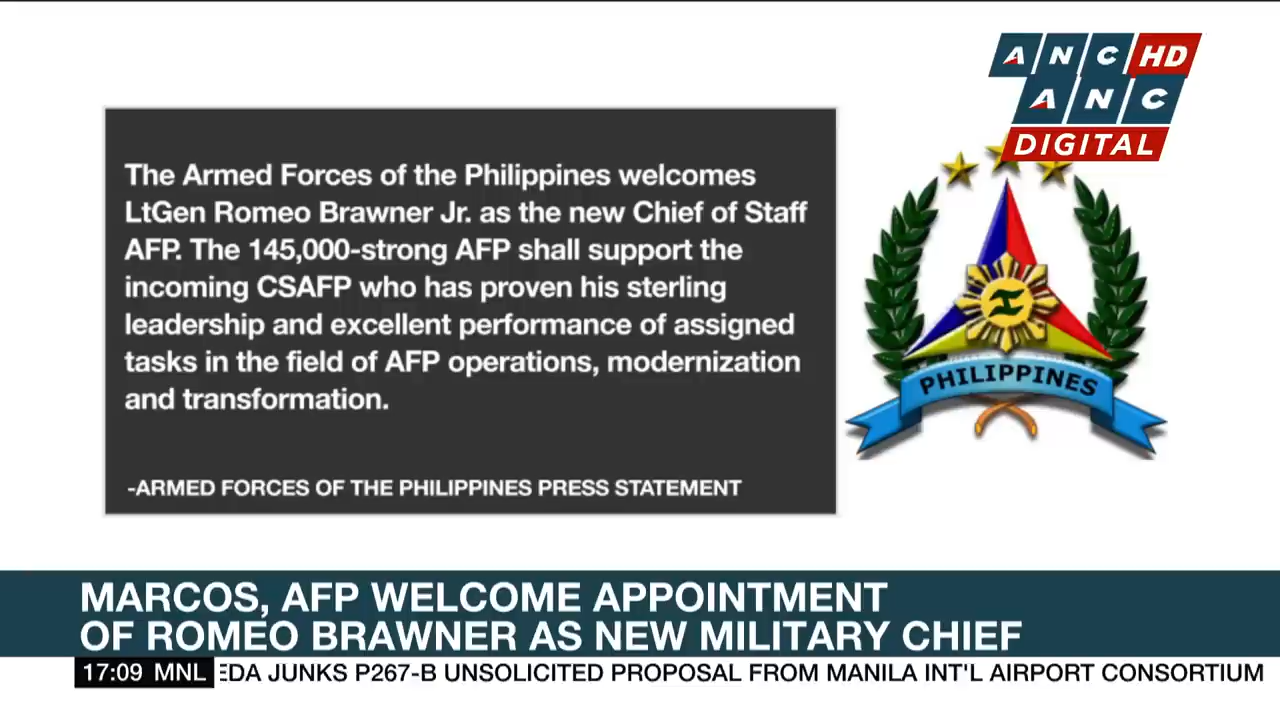 ANC HD
ANC
DIGITAL
The Armed Forces of the Philippines welcomes
LtGen Romeo Brawner Jr. as the new Chief of Staff
AFP. The 145,000-strong AFP shall support the
incoming CSAFP who has proven his sterling
leadership and excellent performance of assigned
tasks in the field of AFP operations, modernization
and transformation.
-ARMED FORCES OF THE PHILIPPINES PRESS STATEMENT
PHILIPPINES
MARCOS, AFP WELCOME APPOINTMENT
OF ROMEO BRAWNER AS NEW MILITARY CHIEF
17:09 MNL EDA JUNKS P267-B UNSOLICITED PROPOSAL FROM MANILA INT'L AIRPORT CONSORTIUM